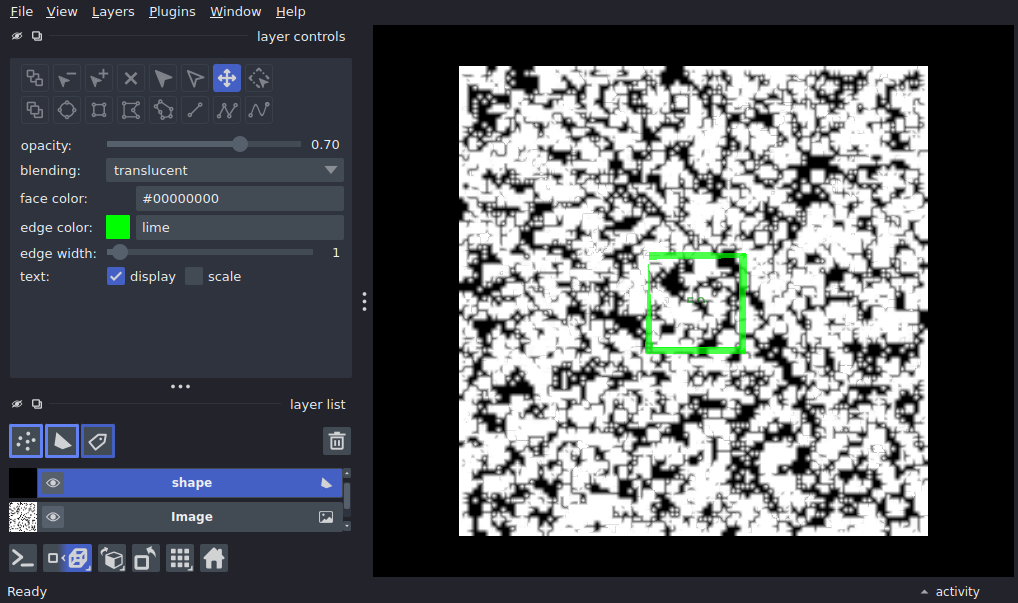 File View Layers Plugins Window Help
layer controls
opacity: 0.70
blending: translucent
face color: #00000000
edge color: lime
edge width: 1
text: display scale
layer list
shape
Image
Ready activity